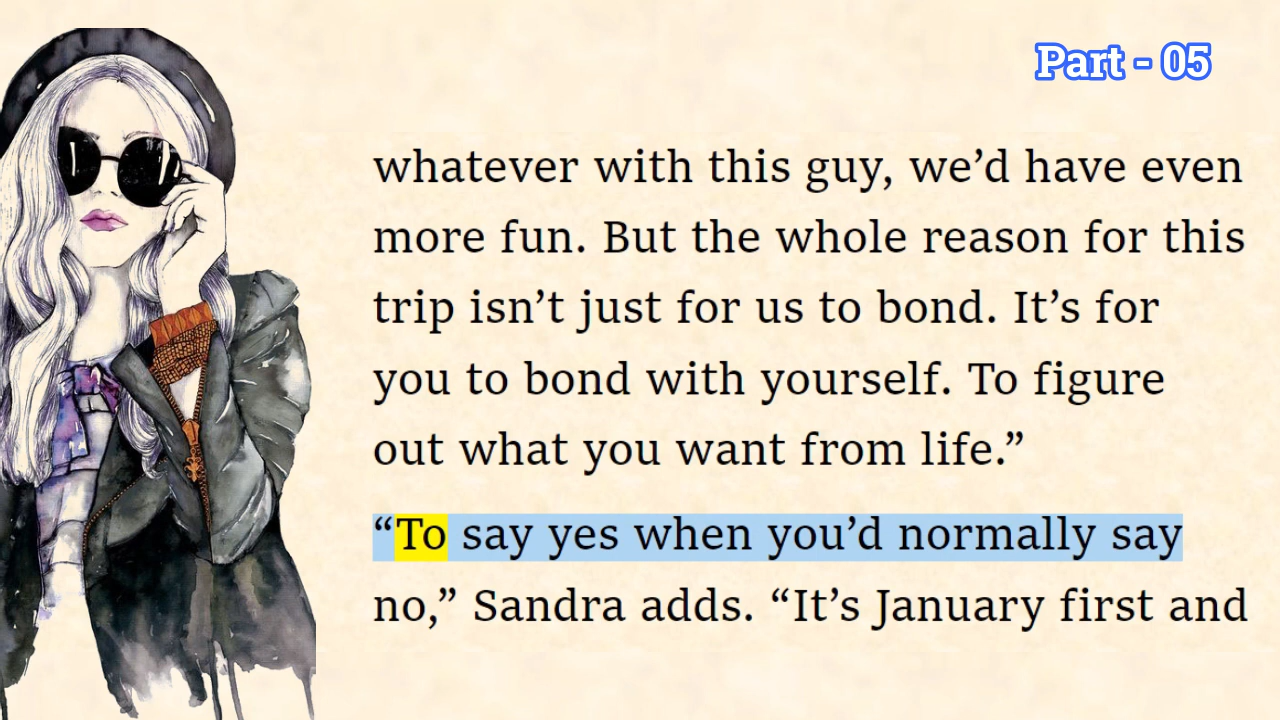 Part - 05
whatever with this guy, we’d have even
more fun. But the whole reason for this
trip isn’t just for us to bond. It’s for
you to bond with yourself. To figure
out what you want from life.”
“To say yes when you’d normally say
no,” Sandra adds. “It’s January first and